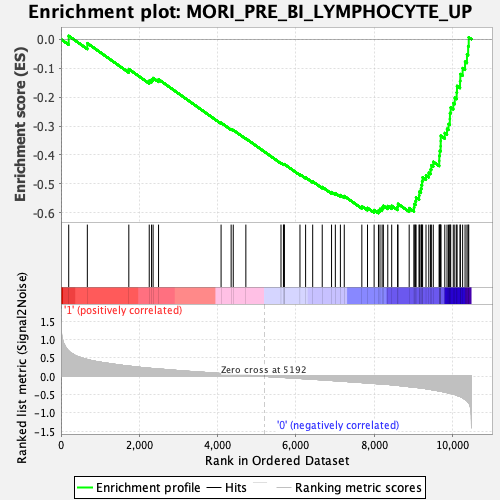 Enrichment plot: MORI_PRE_BI_LYMPHOCYTE_UP
Enrichment score (ES)
0.0
-0.1
-0.2
-0.3
-0.4
-0.5
-0.6
'1' (positively correlated)
Ranked list metric (Signal2Noise)
1.5
1.0
0.5
0.0
-0.5
-1.0
-1.5
Zero cross at 5192
'0' (negatively correlated)
0
2,000
4,000
6,000
8,000
10,000
Rank in Ordered Dataset
Enrichment profile
Hits
Ranking metric scores